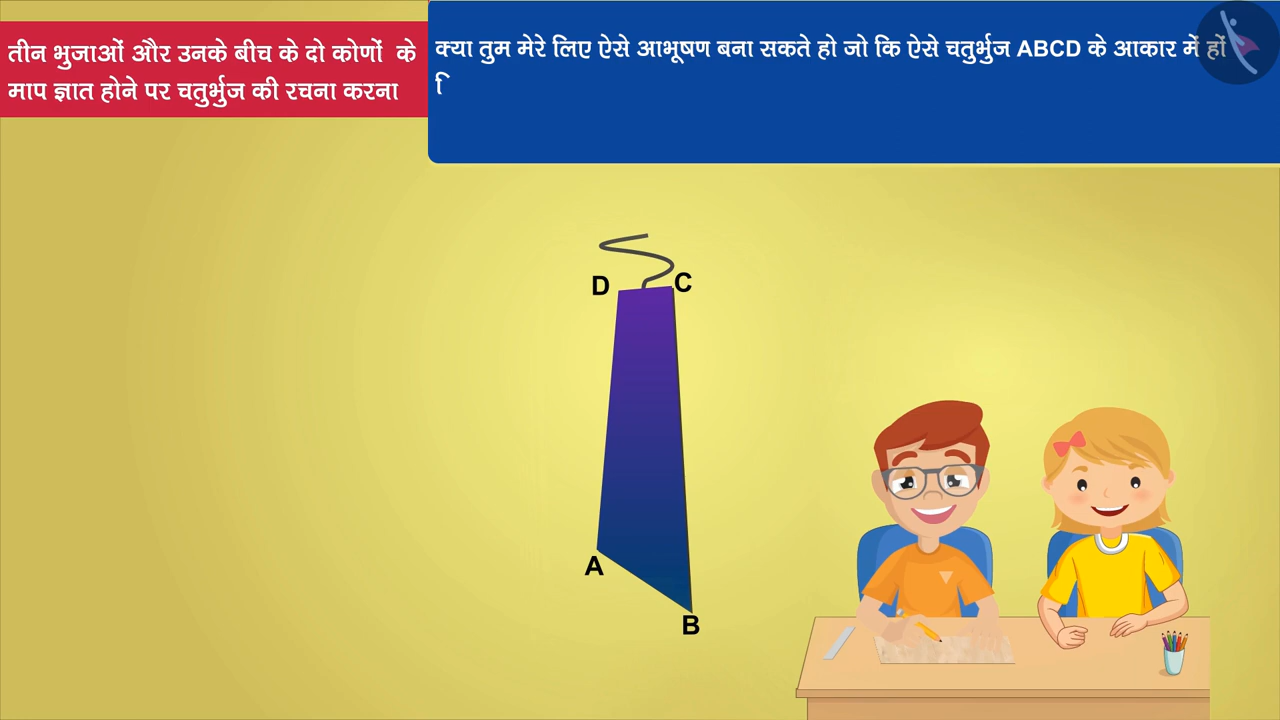 तीन भुजाओं और उनके बीच के दो कोणों के
माप ज्ञात होने पर चतुर्भुज की रचना करना
क्या तुम मेरे लिए ऐसे आभूषण बना सकते हो जो कि ऐसे चतुर्भुज ABCD के आकार में हों
D
C
A
B